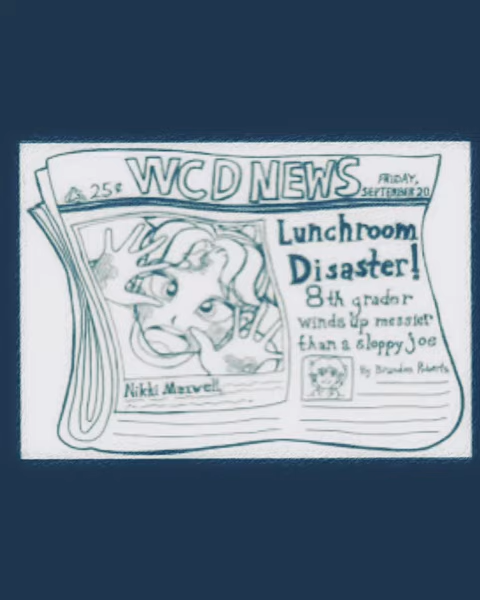 25¢
WCD NEWS
FRIDAY,
SEPTEMBER 20
Lunchroom
Disaster!
8th grader
winds up messier
than a sloppy joe
By Brandon Roberts
Nikki Maxwell